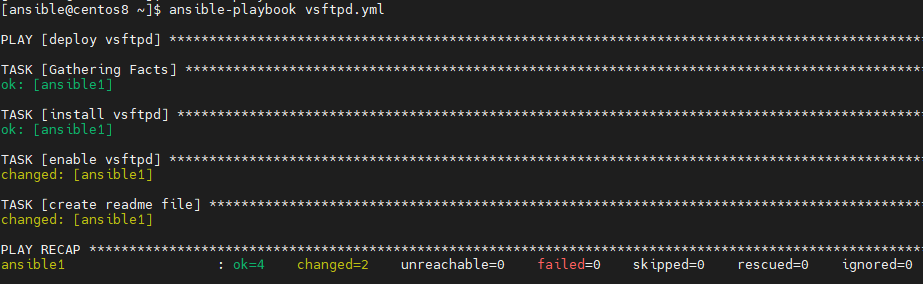 [ansible@centos8 ~]$ ansible-playbook vsftpd.yml
PLAY [deploy vsftpd] **********************************************************************************************
TASK [Gathering Facts] ********************************************************************************************
ok: [ansible1]
TASK [install vsftpd] *********************************************************************************************
ok: [ansible1]
TASK [enable vsftpd] **********************************************************************************************
changed: [ansible1]
TASK [create readme file] *****************************************************************************************
changed: [ansible1]
PLAY RECAP ********************************************************************************************************
ansible1                   : ok=4    changed=2    unreachable=0    failed=0    skipped=0    rescued=0    ignored=0